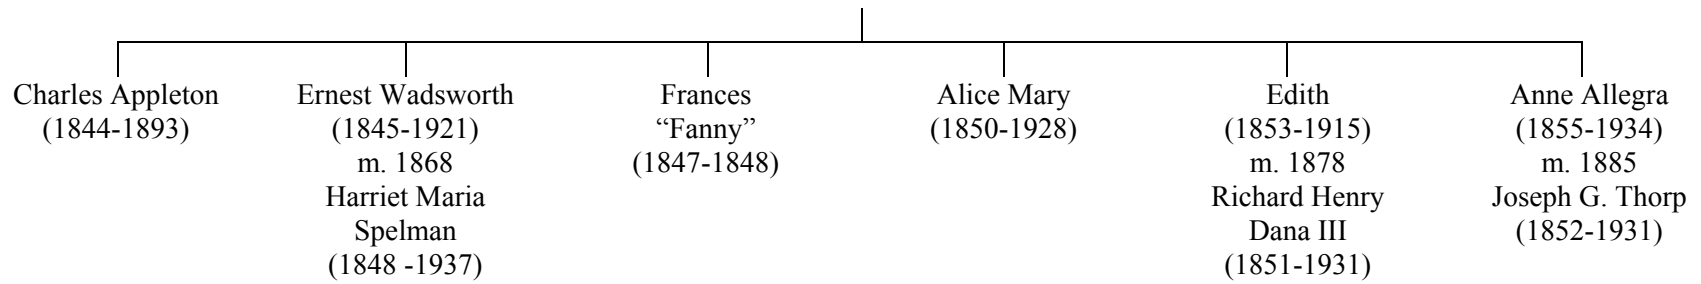 Charles Appleton
(1844-1893)
Ernest Wadsworth
(1845-1921)
m. 1868
Harriet Maria
Spelman
(1848 -1937)
Frances
“Fanny”
(1847-1848)
Alice Mary
(1850-1928)
Edith
(1853-1915)
m. 1878
Richard Henry
Dana III
(1851-1931)
Anne Allegra
(1855-1934)
m. 1885
Joseph G. Thorp
(1852-1931)